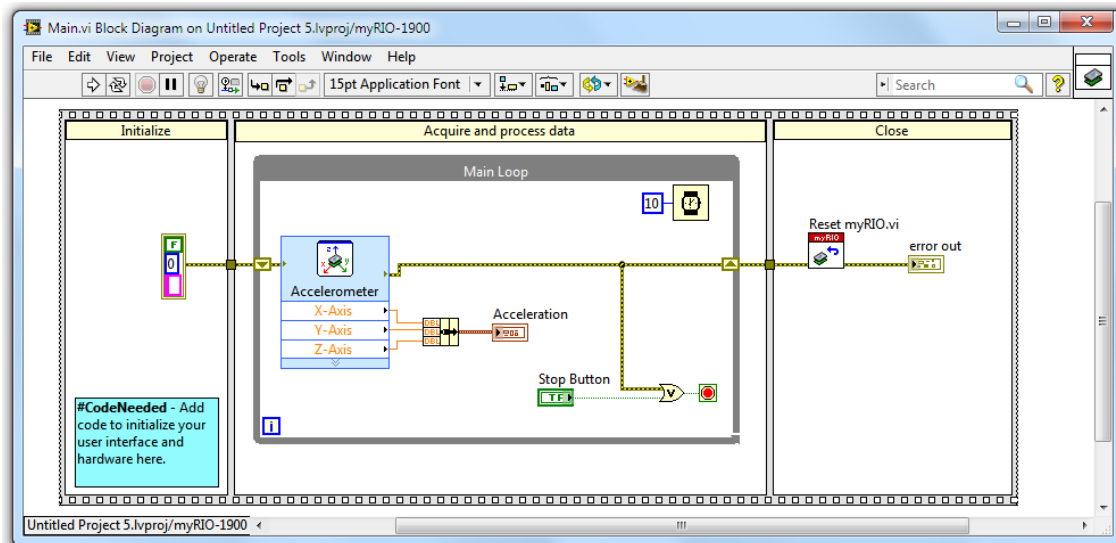 Main.vi Block Diagram on Untitled Project 5.lvproj/myRIO-1900
File Edit View Project Operate Tools Window Help
15pt Application Font
Search
Initialize
Acquire and process data
Close
Main Loop
10
Reset myRIO.vi
myRIO
error out
F
0
z
x
y
Accelerometer
X-Axis
Y-Axis
Z-Axis
DBL
DBL
DBL
Acceleration
Stop Button
TF
V
i
#CodeNeeded - Add
code to initialize your
user interface and
hardware here.
Untitled Project 5.lvproj/myRIO-1900